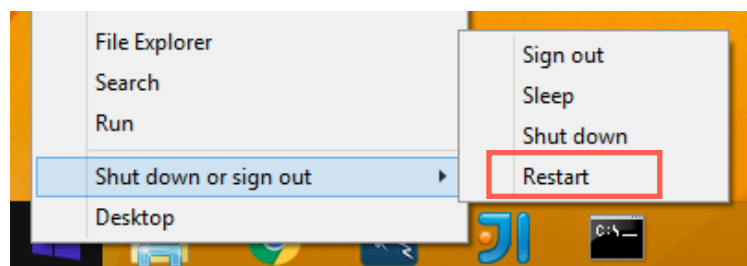 File Explorer
Search
Run
Shut down or sign out
Desktop
Sign out
Sleep
Shut down
Restart
C:\_